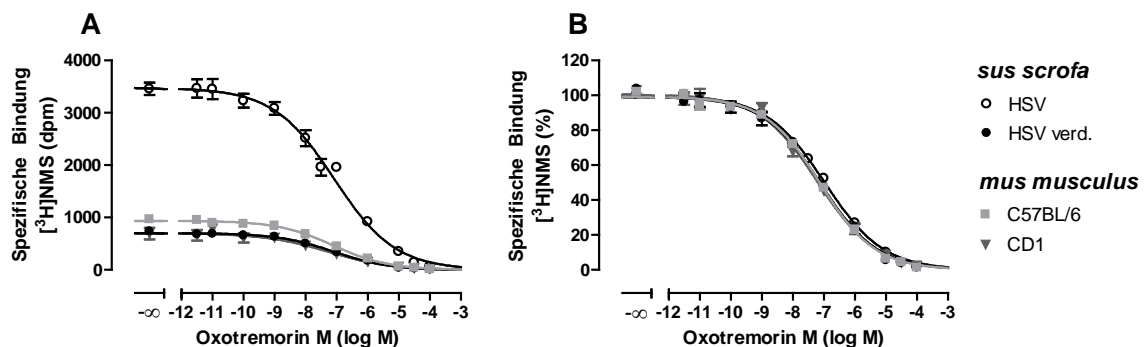 A
Spezifische Bindung
[³H]NMS (dpm)
4000
3000
2000
1000
0
-∞ -12 -11 -10 -9 -8 -7 -6 -5 -4 -3
Oxotremorin M (log M)
B
Spezifische Bindung
[³H]NMS (%)
120
100
80
60
40
20
0
-∞ -12 -11 -10 -9 -8 -7 -6 -5 -4 -3
Oxotremorin M (log M)
sus scrofa
HSV
HSV verd.
mus musculus
C57BL/6
CD1